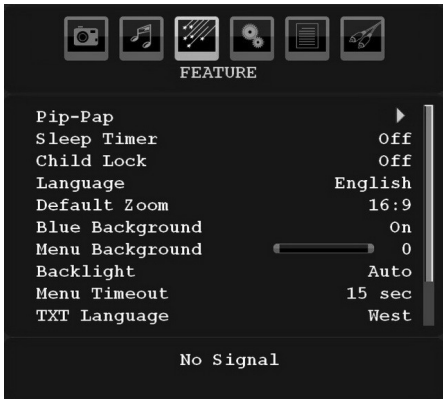 FEATURE
Pip-Pap
Sleep Timer Off
Child Lock Off
Language English
Default Zoom 16:9
Blue Background On
Menu Background 0
Backlight Auto
Menu Timeout 15 sec
TXT Language West
No Signal